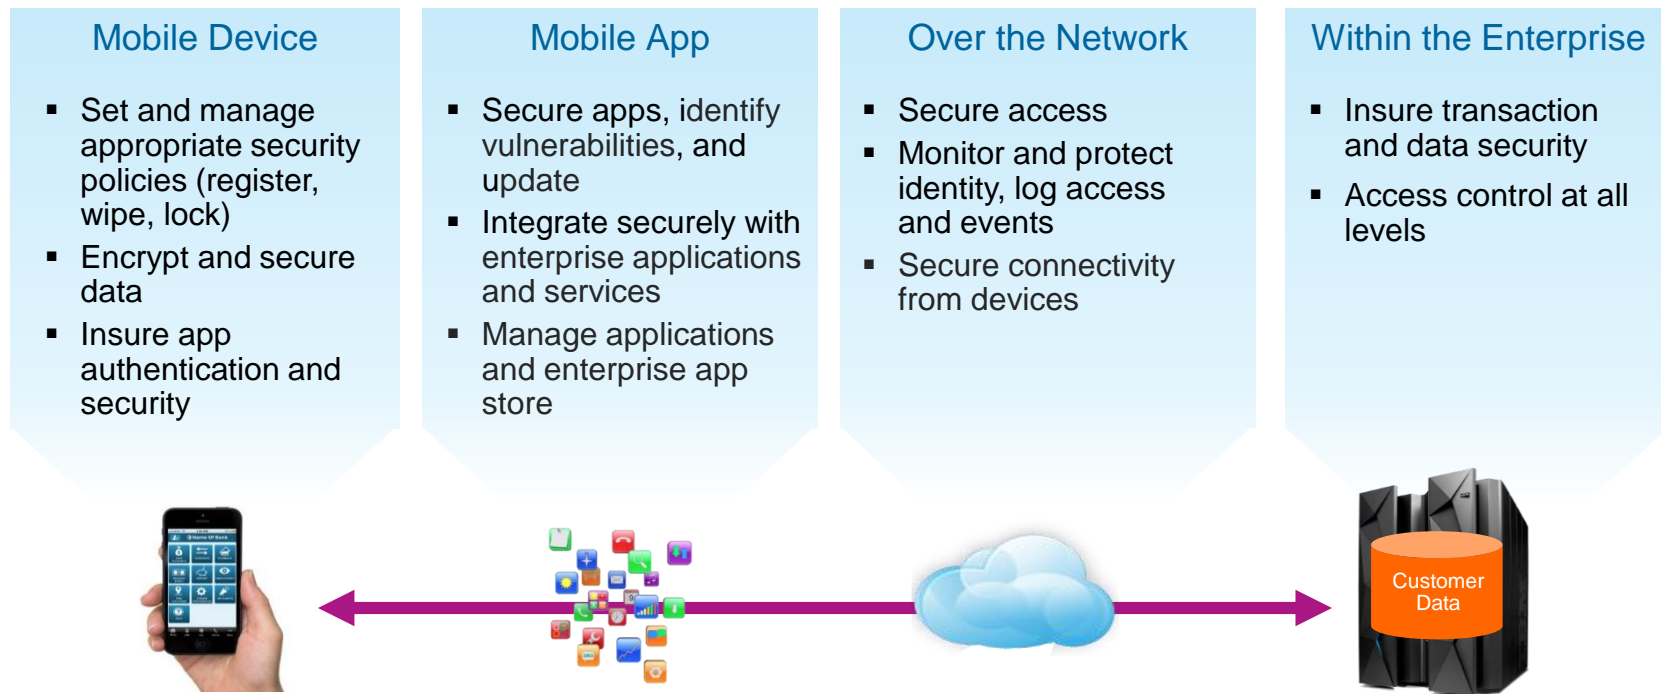 Mobile Device
▪ Set and manage
appropriate security
policies (register,
wipe, lock)
▪ Encrypt and secure
data
▪ Insure app
authentication and
security
Mobile App
▪ Secure apps, identify
vulnerabilities, and
update
▪ Integrate securely with
enterprise applications
and services
▪ Manage applications
and enterprise app
store
Over the Network
▪ Secure access
▪ Monitor and protect
identity, log access
and events
▪ Secure connectivity
from devices
Within the Enterprise
▪ Insure transaction
and data security
▪ Access control at all
levels
Name Of Bank
Customer
Data